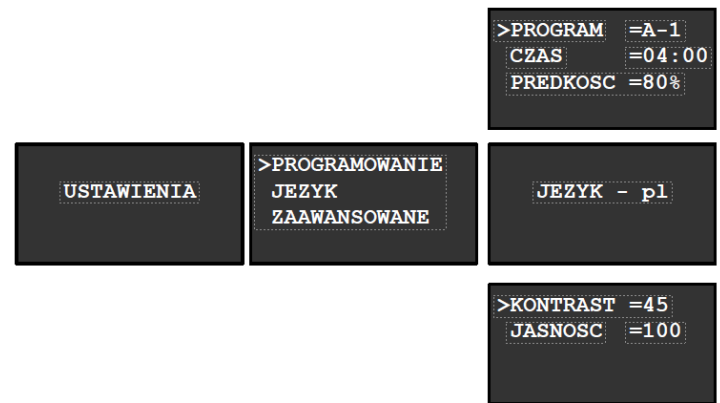 >PROGRAM =A-1
CZAS =04:00
PREDKOSC =80%
USTAWIENIA
>PROGRAMOWANIE
JEZYK
ZAAWANSOWANE
JEZYK - pl
>KONTRAST =45
JASNOSC =100